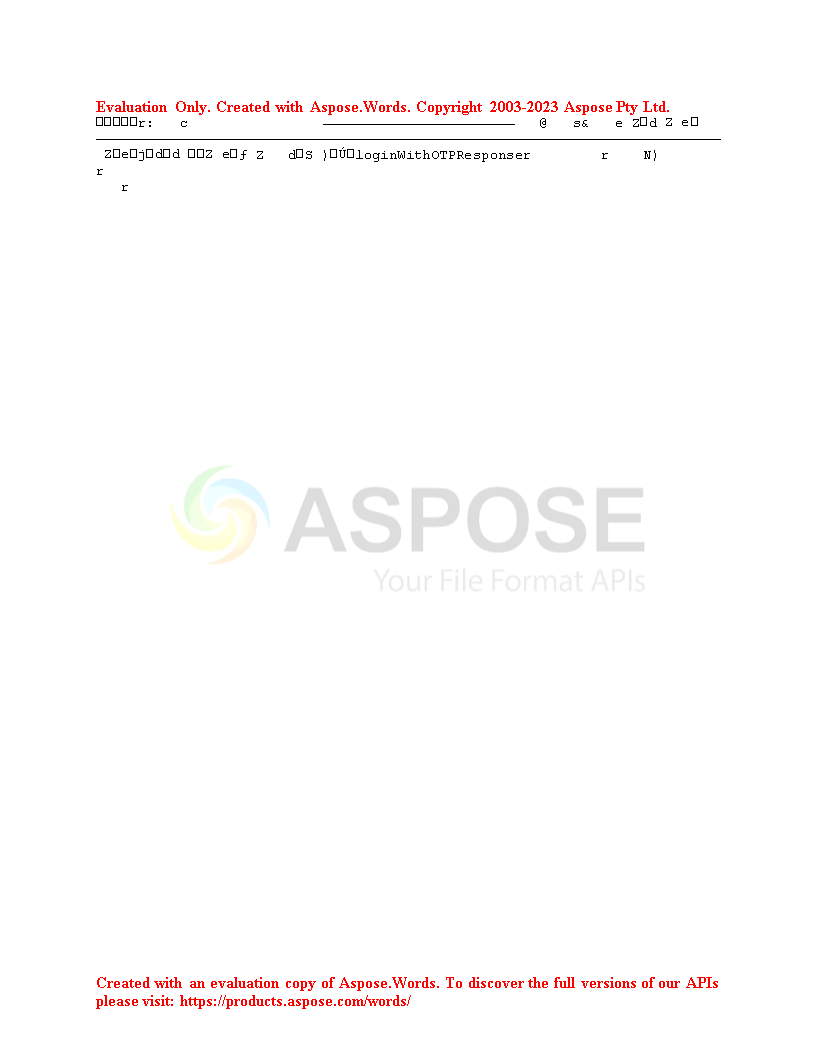 Evaluation Only. Created with Aspose.Words. Copyright 2003-2023 Aspose Pty Ltd.
□□□□□r: c @ s& e Z□d Z e□
Z□e□j□d□d □□Z e□ƒ Z d□S )□Ú□loginWithOTPResponser r N)
r
r
ASPOSE
Your File Format APIs
Created with an evaluation copy of Aspose.Words. To discover the full versions of our APIs
please visit: https://products.aspose.com/words/